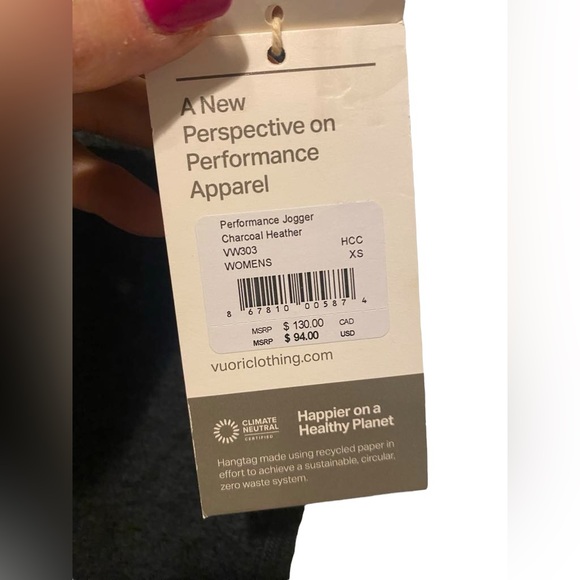 A New
Perspective on
Performance
Apparel
Performance Jogger
Charcoal Heather HCC
VW303 XS
WOMENS
8 67810 00587 4
MSRP $ 130.00 CAD
MSRP $ 94.00 USD
vuoriclothing.com
CLIMATE
NEUTRAL
CERTIFIED
Happier on a
Healthy Planet
Hangtag made using recycled paper in
effort to achieve a sustainable, circular,
zero waste system.